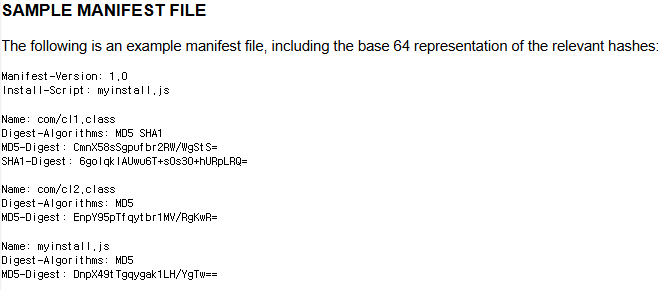 SAMPLE MANIFEST FILE
The following is an example manifest file, including the base 64 representation of the relevant hashes:
Manifest-Version: 1.0
Install-Script: myinstall.js
Name: com/cl1.class
Digest-Algorithms: MD5 SHA1
MD5-Digest: CmnX58sSgpufbr2RW/WgStS=
SHA1-Digest: 6golqklAUwu6T+s0s30+hURpLRQ=
Name: com/cl2.class
Digest-Algorithms: MD5
MD5-Digest: EnpY95pTfqytbr1MV/RgKwR=
Name: myinstall.js
Digest-Algorithms: MD5
MD5-Digest: DnpX49tTgqygak1LH/YgTw==